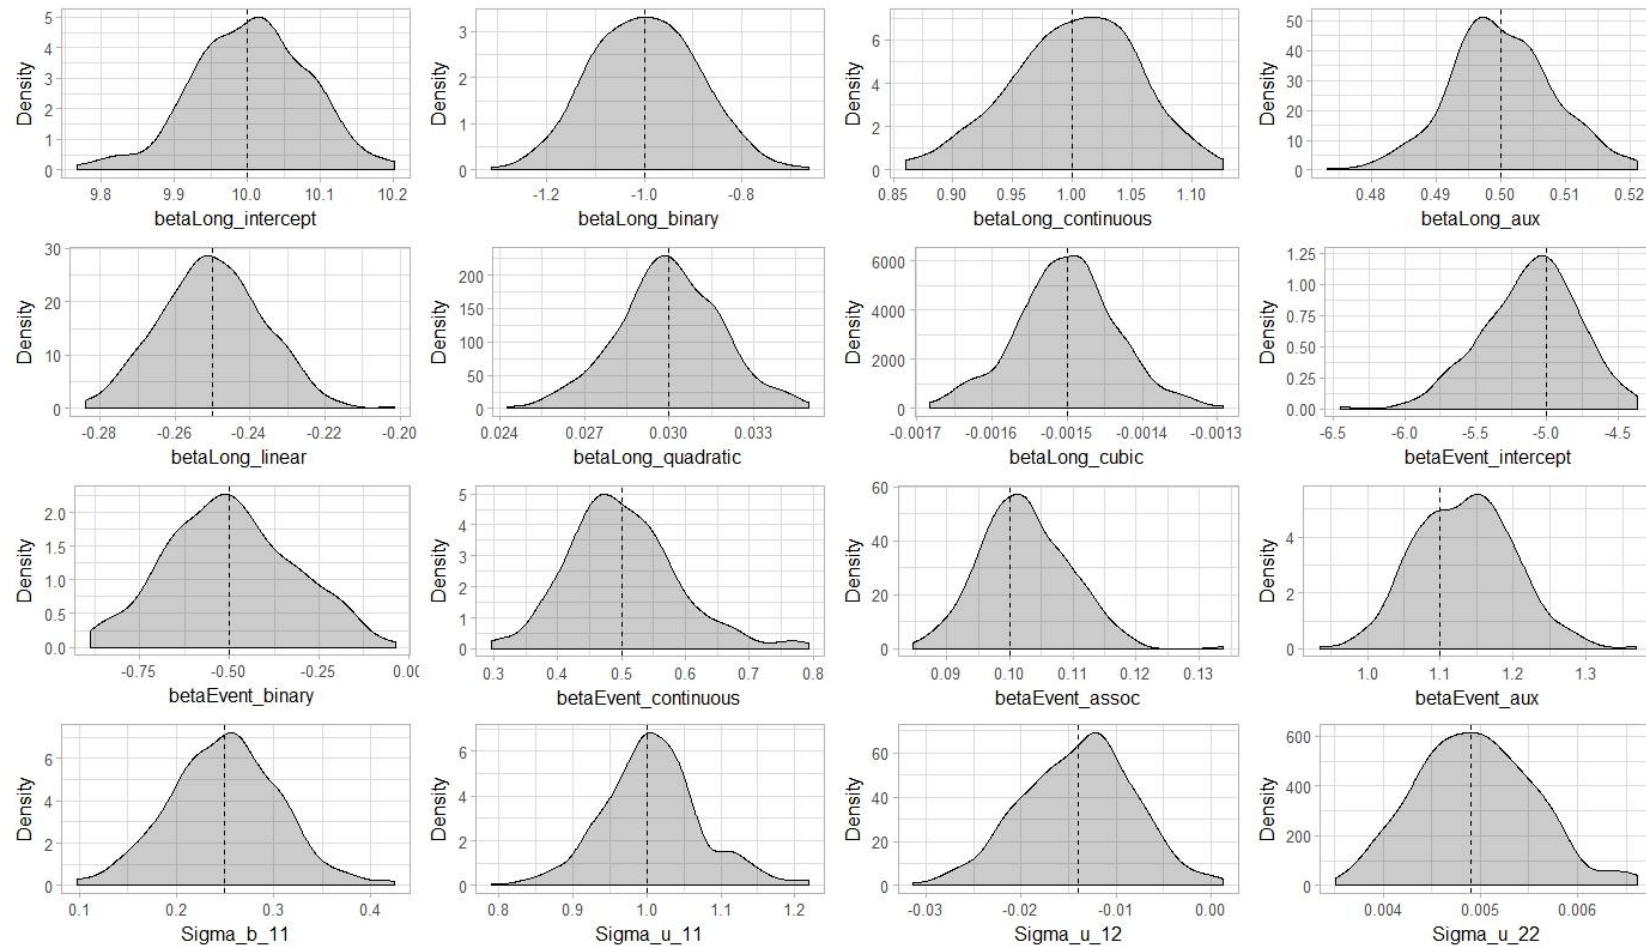 Density
5
4
3
2
1
0
9.8 9.9 10.0 10.1 10.2
betaLong_intercept
Density
3
2
1
0
-1.2 -1.0 -0.8
betaLong_binary
Density
6
4
2
0
0.85 0.90 0.95 1.00 1.05 1.10
betaLong_continuous
Density
50
40
30
20
10
0
0.48 0.49 0.50 0.51 0.52
betaLong_aux
Density
30
20
10
0
-0.28 -0.26 -0.24 -0.22 -0.20
betaLong_linear
Density
200
150
100
50
0
0.024 0.027 0.030 0.033
betaLong_quadratic
Density
6000
4000
2000
0
-0.0017 -0.0016 -0.0015 -0.0014 -0.0013
betaLong_cubic
Density
1.25
1.00
0.75
0.50
0.25
0.00
-6.5 -6.0 -5.5 -5.0 -4.5
betaEvent_intercept
Density
2.0
1.5
1.0
0.5
0.0
-0.75 -0.50 -0.25 0.00
betaEvent_binary
Density
5
4
3
2
1
0
0.3 0.4 0.5 0.6 0.7 0.8
betaEvent_continuous
Density
60
40
20
0
0.09 0.10 0.11 0.12 0.13
betaEvent_assoc
Density
4
2
0
1.0 1.1 1.2 1.3
betaEvent_aux
Density
6
4
2
0
0.1 0.2 0.3 0.4
Sigma_b_11
Density
6
4
2
0
0.8 0.9 1.0 1.1 1.2
Sigma_u_11
Density
60
40
20
0
-0.03 -0.02 -0.01 0.00
Sigma_u_12
Density
600
400
200
0
0.004 0.005 0.006
Sigma_u_22